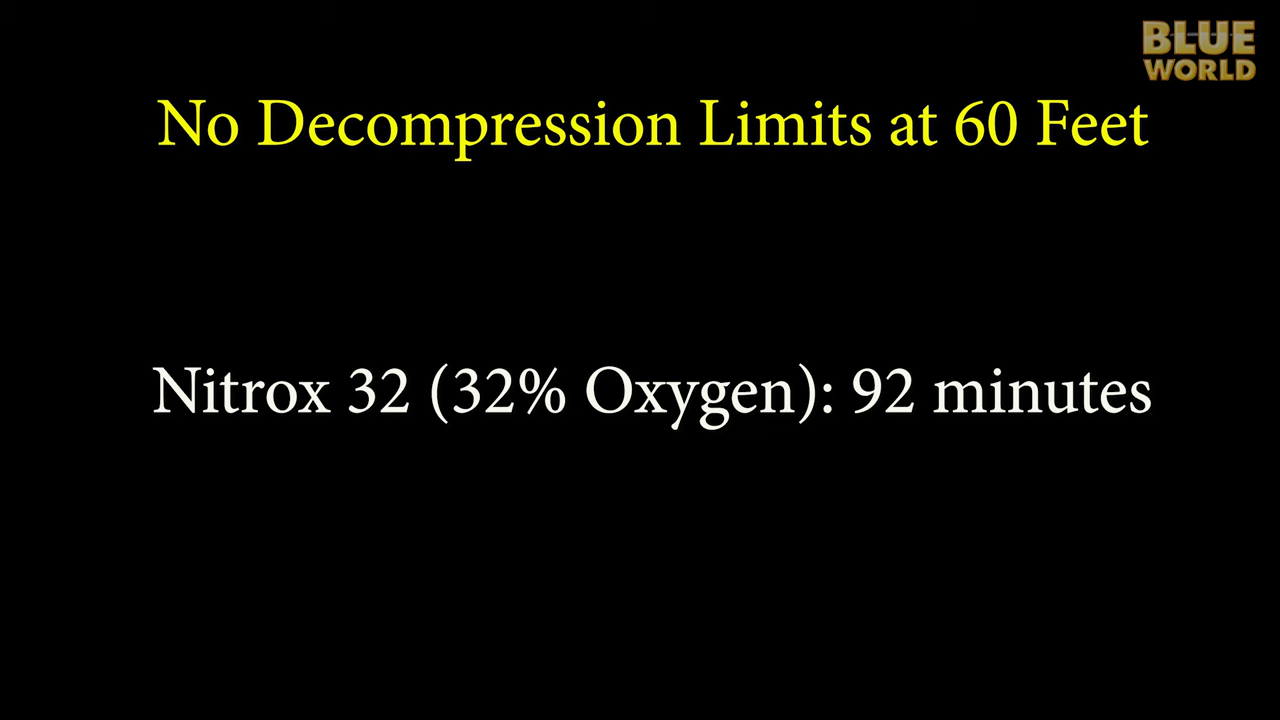 BLUE
WORLD
No Decompression Limits at 60 Feet
Nitrox 32 (32% Oxygen): 92 minutes